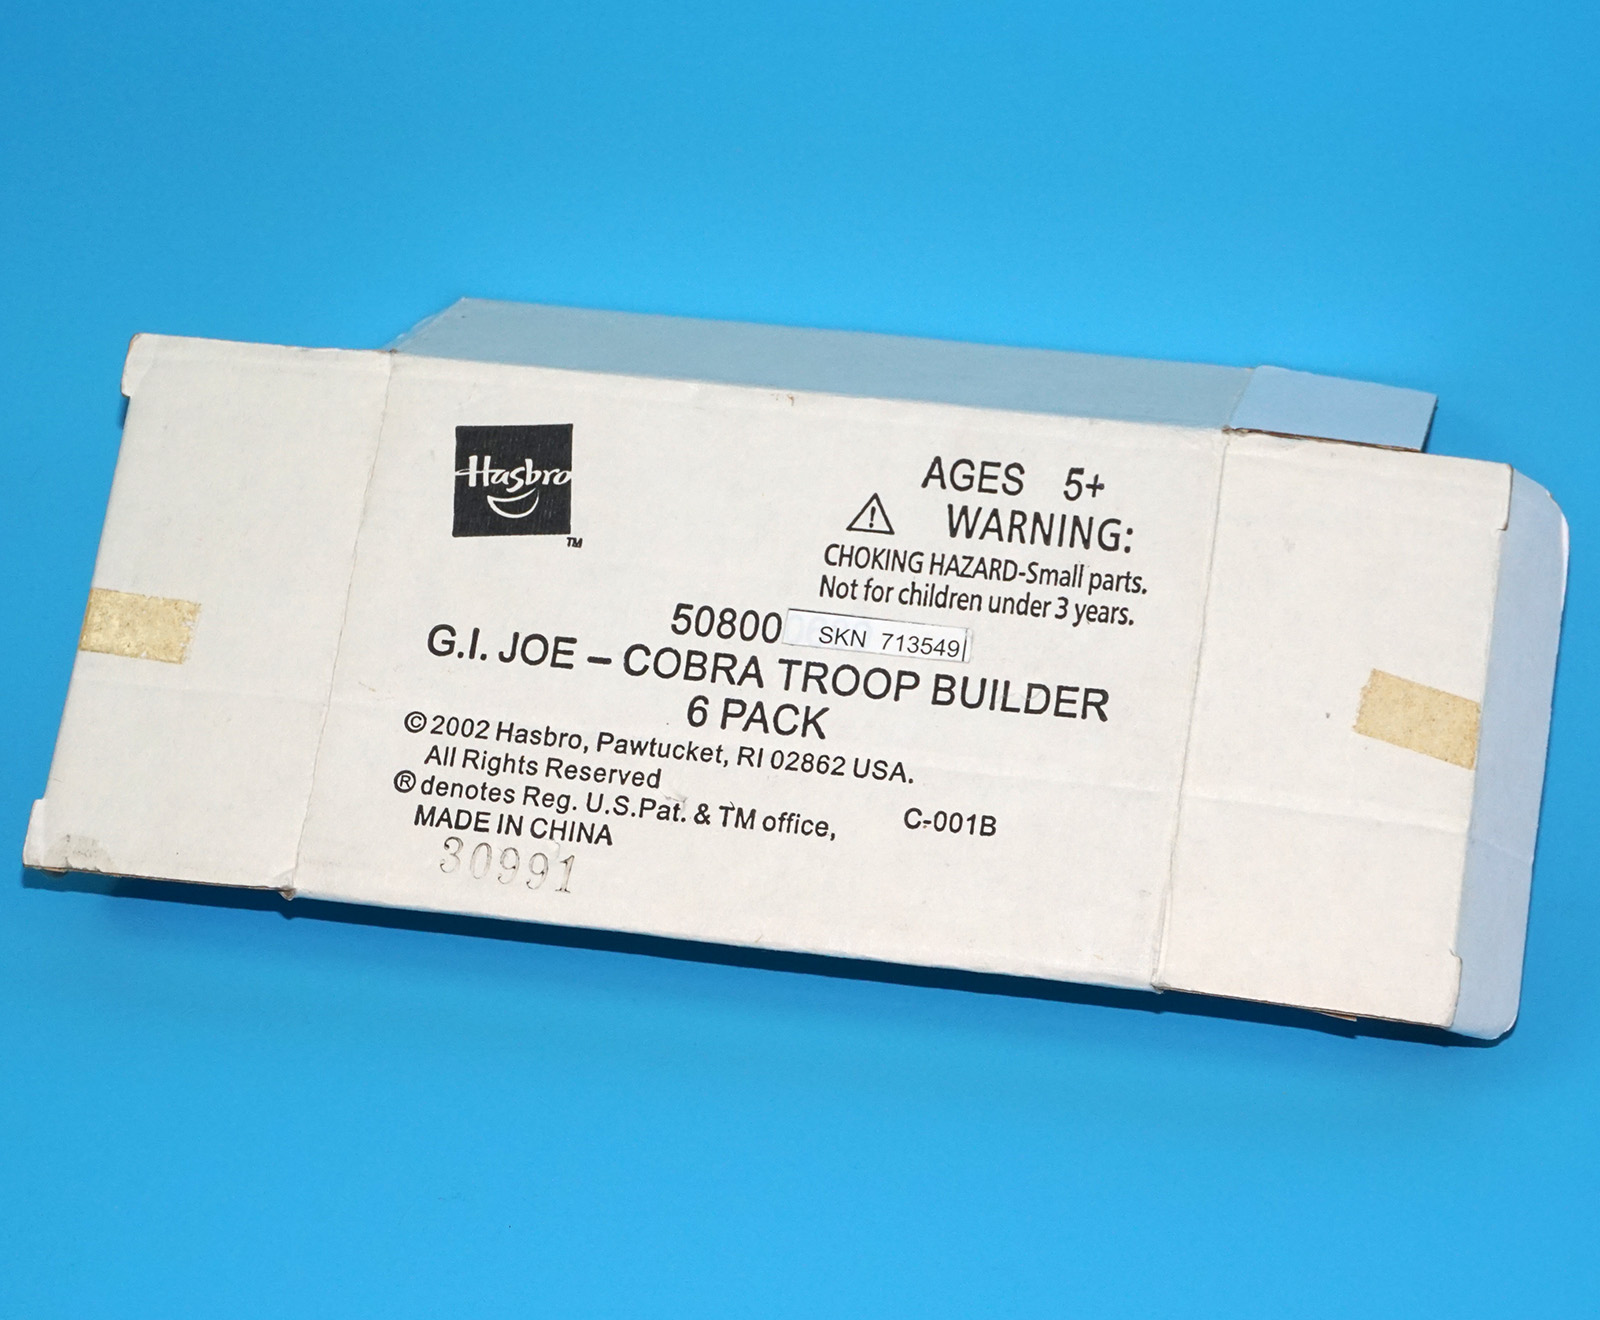 Hasbro
TM
AGES 5+
WARNING:
CHOKING HAZARD-Small parts.
Not for children under 3 years.
50800 SKN 713549
G.I. JOE – COBRA TROOP BUILDER
6 PACK
©2002 Hasbro, Pawtucket, RI 02862 USA.
All Rights Reserved
® denotes Reg. U.S.Pat. & TM office,
MADE IN CHINA
C-001B
30991